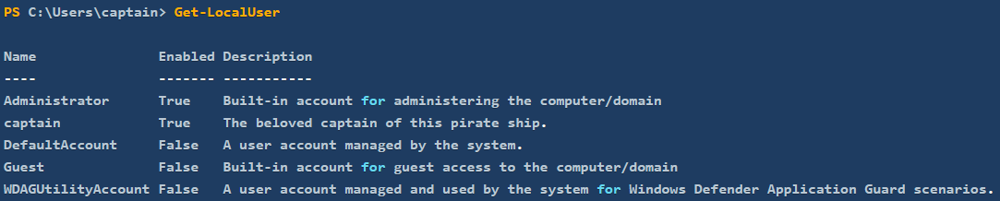 PS C:\Users\captain> Get-LocalUser
Name Enabled Description
---- ------- -----------
Administrator True Built-in account for administering the computer/domain
captain True The beloved captain of this pirate ship.
DefaultAccount False A user account managed by the system.
Guest False Built-in account for guest access to the computer/domain
WDAGUtilityAccount False A user account managed and used by the system for Windows Defender Application Guard scenarios.